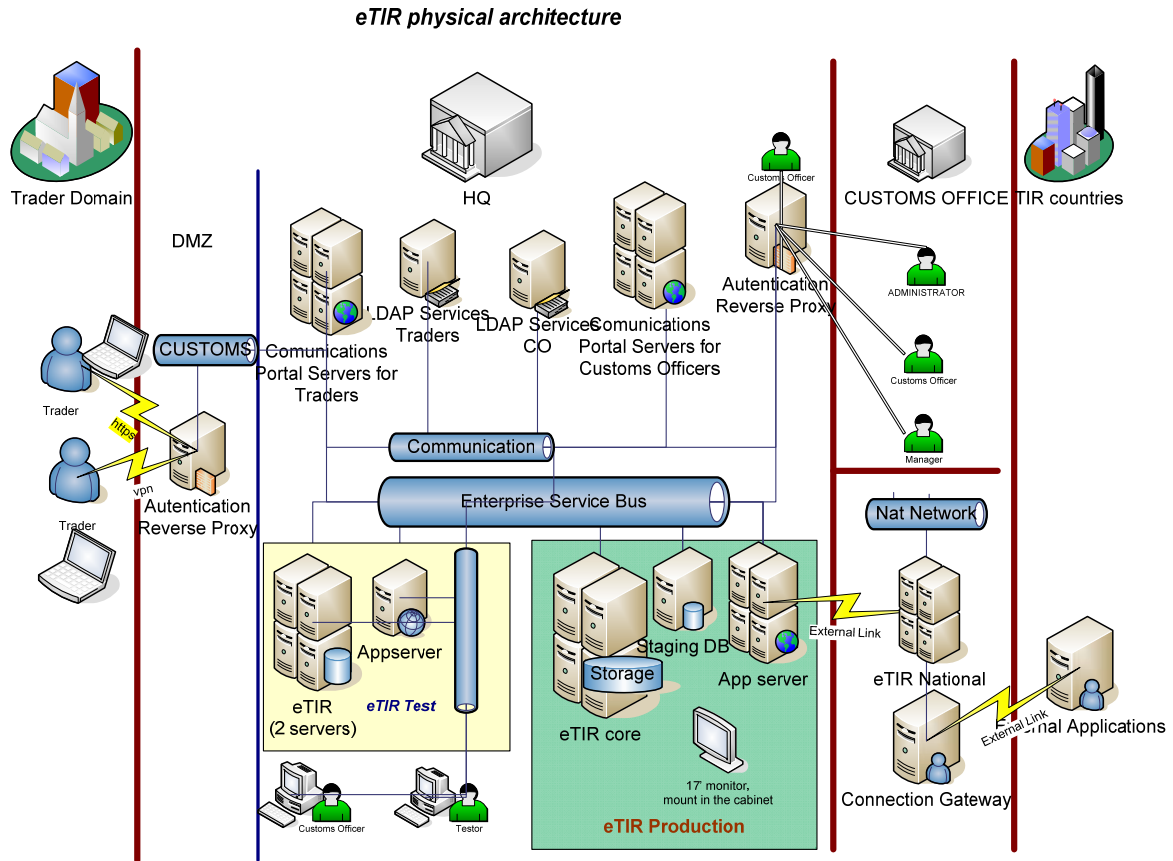 eTIR physical architecture
Trader Domain
HQ
Customs Officer
CUSTOMS OFFICE
TIR countries
DMZ
CUSTOMS
Comunications
Portal Servers for
Traders
LDAP Services
Traders
LDAP Services
CO
Comunications
Portal Servers for
Customs Officers
Autentication
Reverse Proxy
ADMINISTRATOR
Customs Officer
Manager
Trader
https
Trader
vpn
Autentication
Reverse Proxy
Communication
Enterprise Service Bus
Nat Network
eTIR
(2 servers)
Appserver
eTIR Test
Storage
eTIR core
Staging DB
App server
External Link
eTIR National
17' monitor,
mount in the cabinet
eTIR Production
Connection Gateway
External Link
External Applications
Customs Officer
Testor